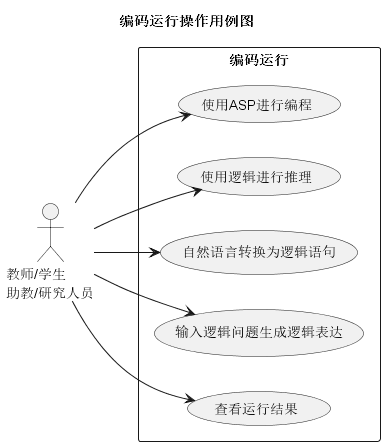 编码运行操作用例图
编码运行
使用ASP进行编程
使用逻辑进行推理
自然语言转换为逻辑语句
输入逻辑问题生成逻辑表达
查看运行结果
教师/学生
助教/研究人员